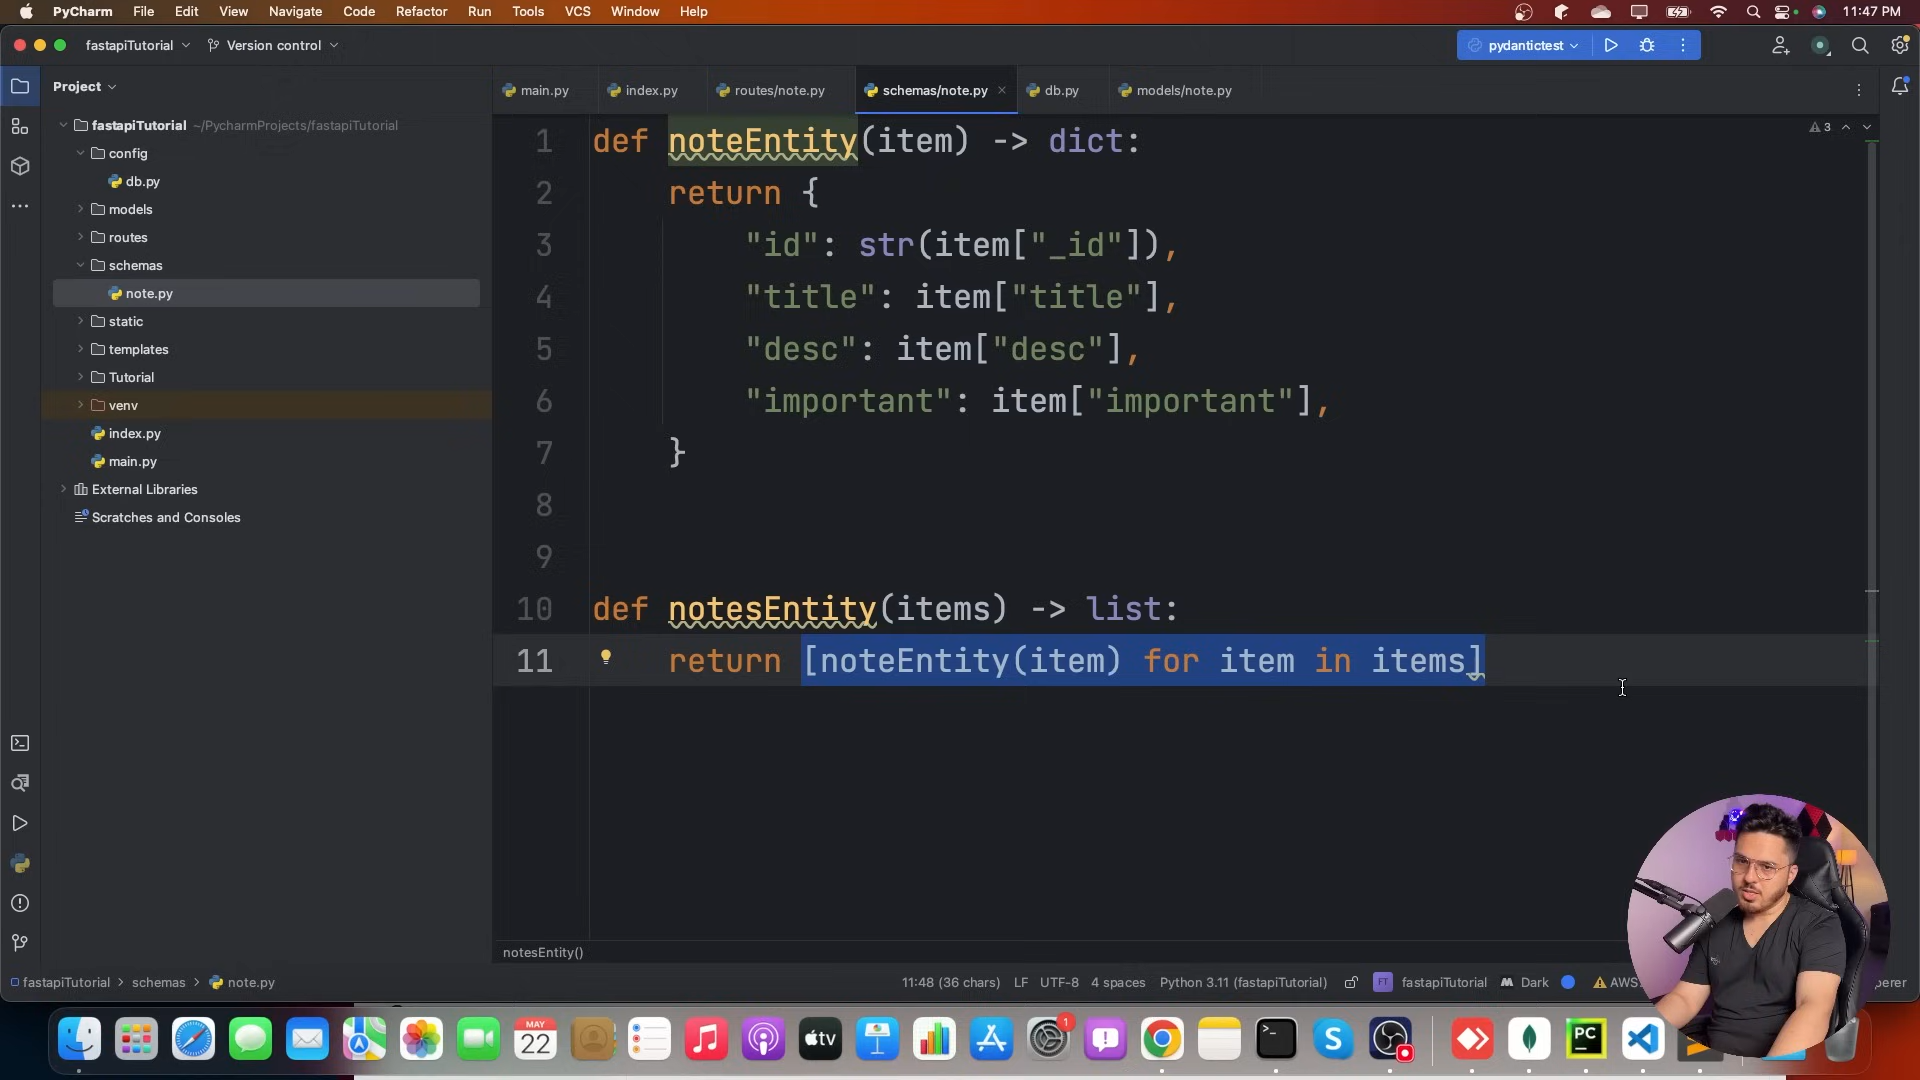 PyCharm File Edit View Navigate Code Refactor Run Tools VCS Window Help 11:47 PM
fastapiTutorial Version control pydantictest
Project
main.py index.py routes/note.py schemas/note.py db.py models/note.py
fastapiTutorial ~/PycharmProjects/fastapiTutorial
config
db.py
models
routes
schemas
note.py
static
templates
Tutorial
venv
index.py
main.py
External Libraries
Scratches and Consoles
3
1 def noteEntity(item) -> dict:
2 return {
3 "id": str(item["_id"]),
4 "title": item["title"],
5 "desc": item["desc"],
6 "important": item["important"],
7 }
8
9
10 def notesEntity(items) -> list:
11 return [noteEntity(item) for item in items]
notesEntity()
fastapiTutorial > schemas > note.py 11:48 (36 chars) LF UTF-8 4 spaces Python 3.11 (fastapiTutorial) FT fastapiTutorial Dark AWS:
MAY
22
tv
1
PC